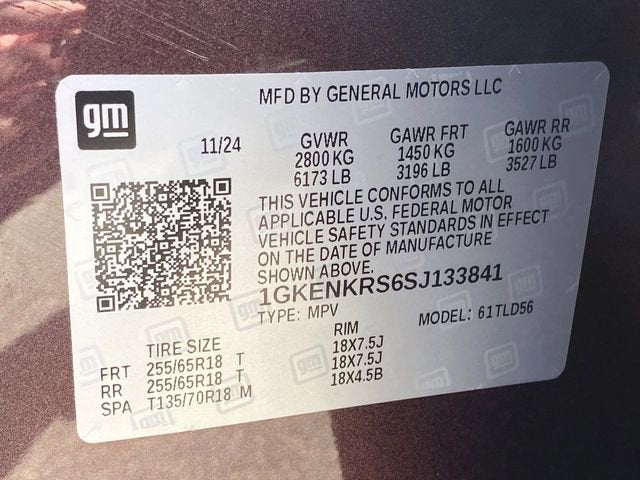 gm
MFD BY GENERAL MOTORS LLC
11/24 GVWR GAWR FRT GAWR RR
2800 KG 1450 KG 1600 KG
6173 LB 3196 LB 3527 LB
THIS VEHICLE CONFORMS TO ALL
APPLICABLE U.S. FEDERAL MOTOR
VEHICLE SAFETY STANDARDS IN EFFECT
ON THE DATE OF MANUFACTURE
SHOWN ABOVE.
1GKENKRS6SJ133841
TYPE: MPV MODEL: 61TLD56
TIRE SIZE RIM
FRT 255/65R18 T 18X7.5J
RR 255/65R18 T 18X7.5J
SPA T135/70R18 M 18X4.5B